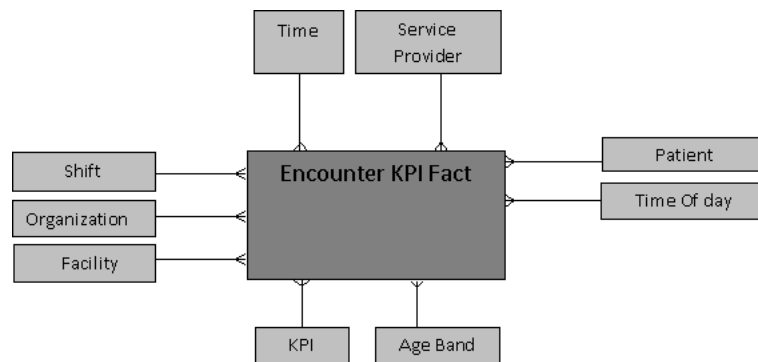 Time
Service
Provider
Encounter KPI Fact
Shift
Organization
Facility
Patient
Time Of day
KPI
Age Band